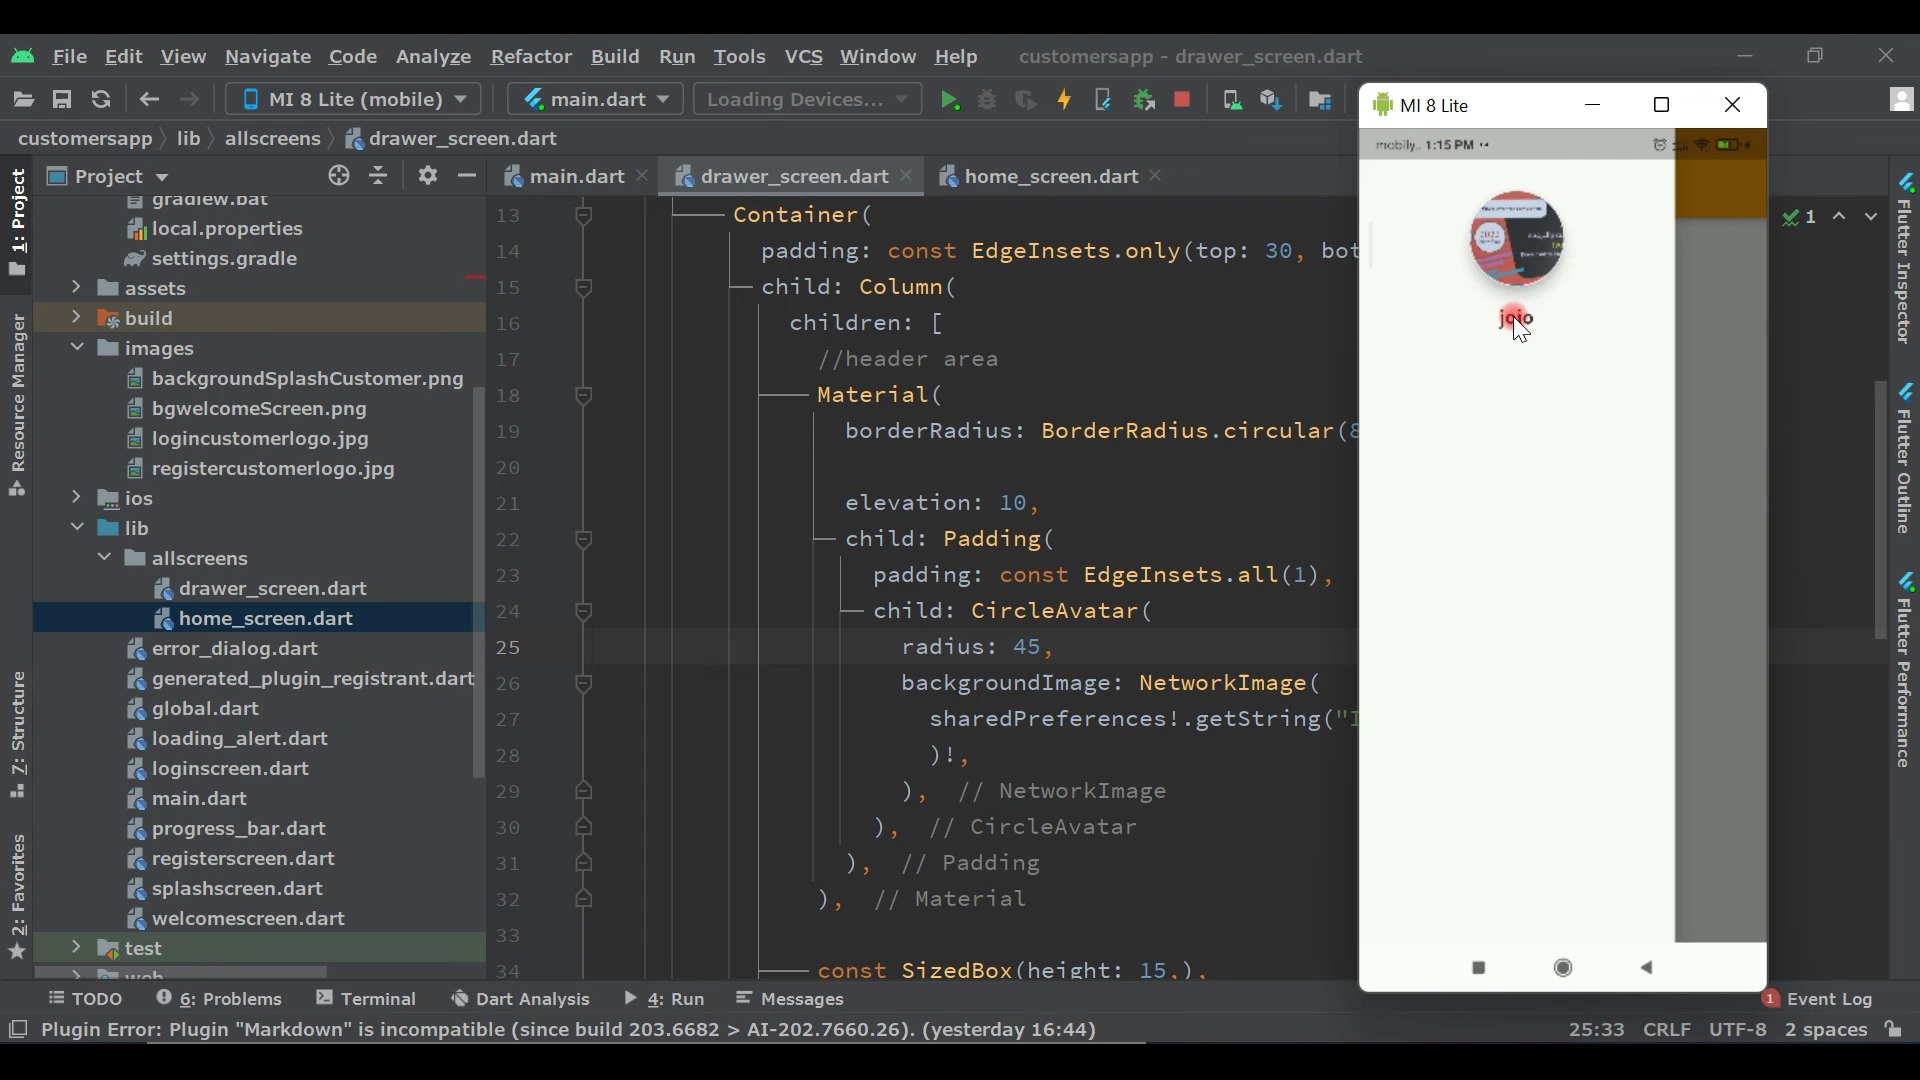 File Edit View Navigate Code Analyze Refactor Build Run Tools VCS Window Help customersapp - drawer_screen.dart
MI 8 Lite (mobile) main.dart Loading Devices...
customersapp lib allscreens drawer_screen.dart
Project main.dart drawer_screen.dart home_screen.dart
1: Project
Resource Manager
Z: Structure
2: Favorites
gradlew.bat
local.properties
settings.gradle
assets
build
images
backgroundSplashCustomer.png
bgwelcomeScreen.png
logincustomerlogo.jpg
registercustomerlogo.jpg
ios
lib
allscreens
drawer_screen.dart
home_screen.dart
error_dialog.dart
generated_plugin_registrant.dart
global.dart
loading_alert.dart
loginscreen.dart
main.dart
progress_bar.dart
registerscreen.dart
splashscreen.dart
welcomescreen.dart
test
web
13 Container(
14 padding: const EdgeInsets.only(top: 30, bot
15 child: Column(
16 children: [
17 //header area
18 Material(
19 borderRadius: BorderRadius.circular(8
20
21 elevation: 10,
22 child: Padding(
23 padding: const EdgeInsets.all(1),
24 child: CircleAvatar(
25 radius: 45,
26 backgroundImage: NetworkImage(
27 sharedPreferences!.getString("I
28 )!,
29 ), // NetworkImage
30 ), // CircleAvatar
31 ), // Padding
32 ), // Material
33
34 const SizedBox(height: 15,),
MI 8 Lite
mobily.. 1:15 PM
2022
jojo
1
Flutter Inspector
Flutter Outline
Flutter Performance
TODO 6: Problems Terminal Dart Analysis 4: Run Messages 1 Event Log
Plugin Error: Plugin "Markdown" is incompatible (since build 203.6682 > AI-202.7660.26). (yesterday 16:44) 25:33 CRLF UTF-8 2 spaces